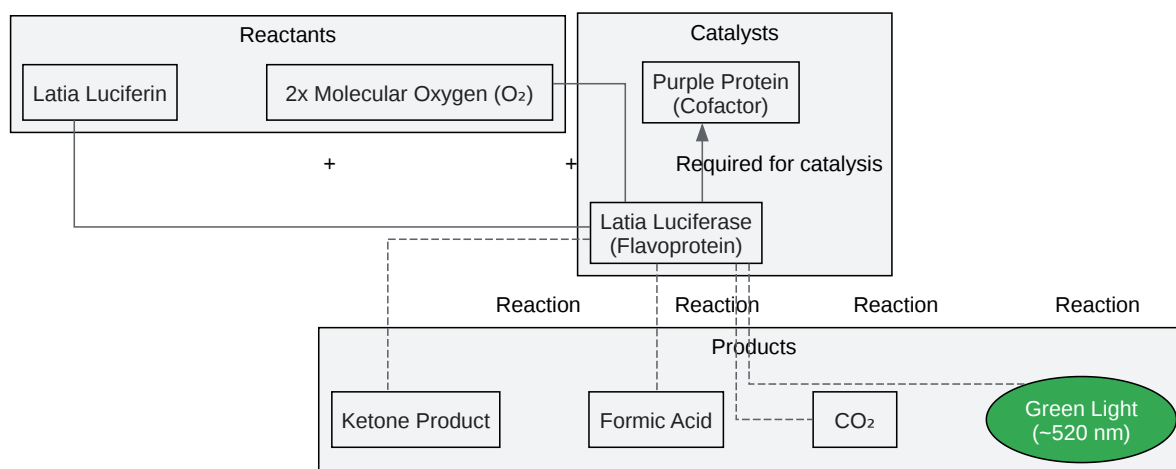 Reactants
Catalysts
Latia Luciferin
2x Molecular Oxygen (O₂)
Purple Protein
(Cofactor)
+
+
Required for catalysis
Latia Luciferase
(Flavoprotein)
Reaction
Reaction
Reaction
Reaction
Products
Ketone Product
Formic Acid
CO₂
Green Light
(~520 nm)